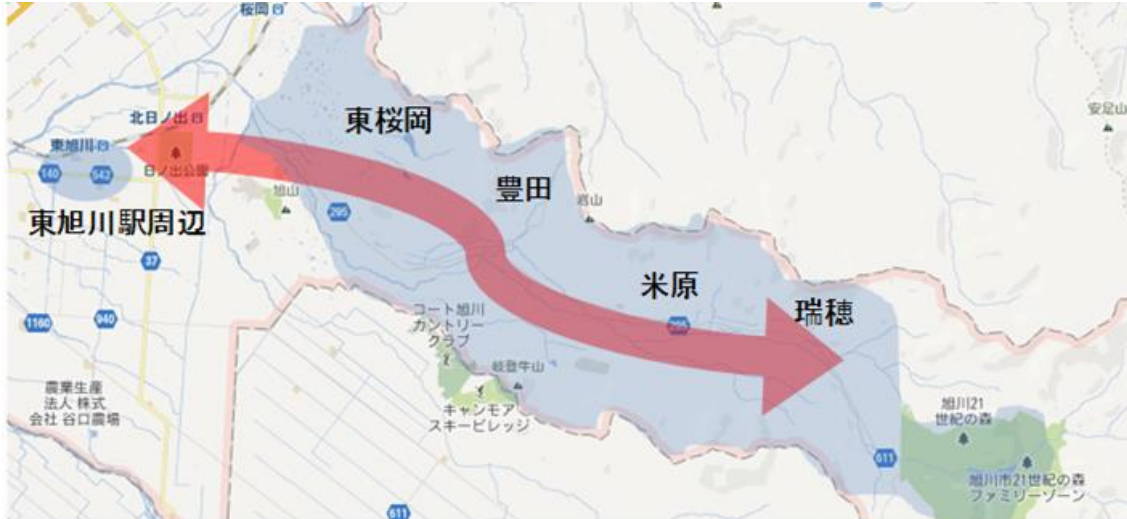 桜岡
安足山
北日ノ出
東桜岡
東旭川
日ノ出公園
140
542
豊田
旭山
岩山
295
東旭川駅周辺
37
米原
瑞穂
コート旭川
カントリー
クラブ
295
1160
940
岐登牛山
農業生産
法人 株式
会社 谷口農場
キャンモア
スキービレッジ
旭川21
世紀の森
611
旭川市21世紀の森
ファミリーゾーン
611